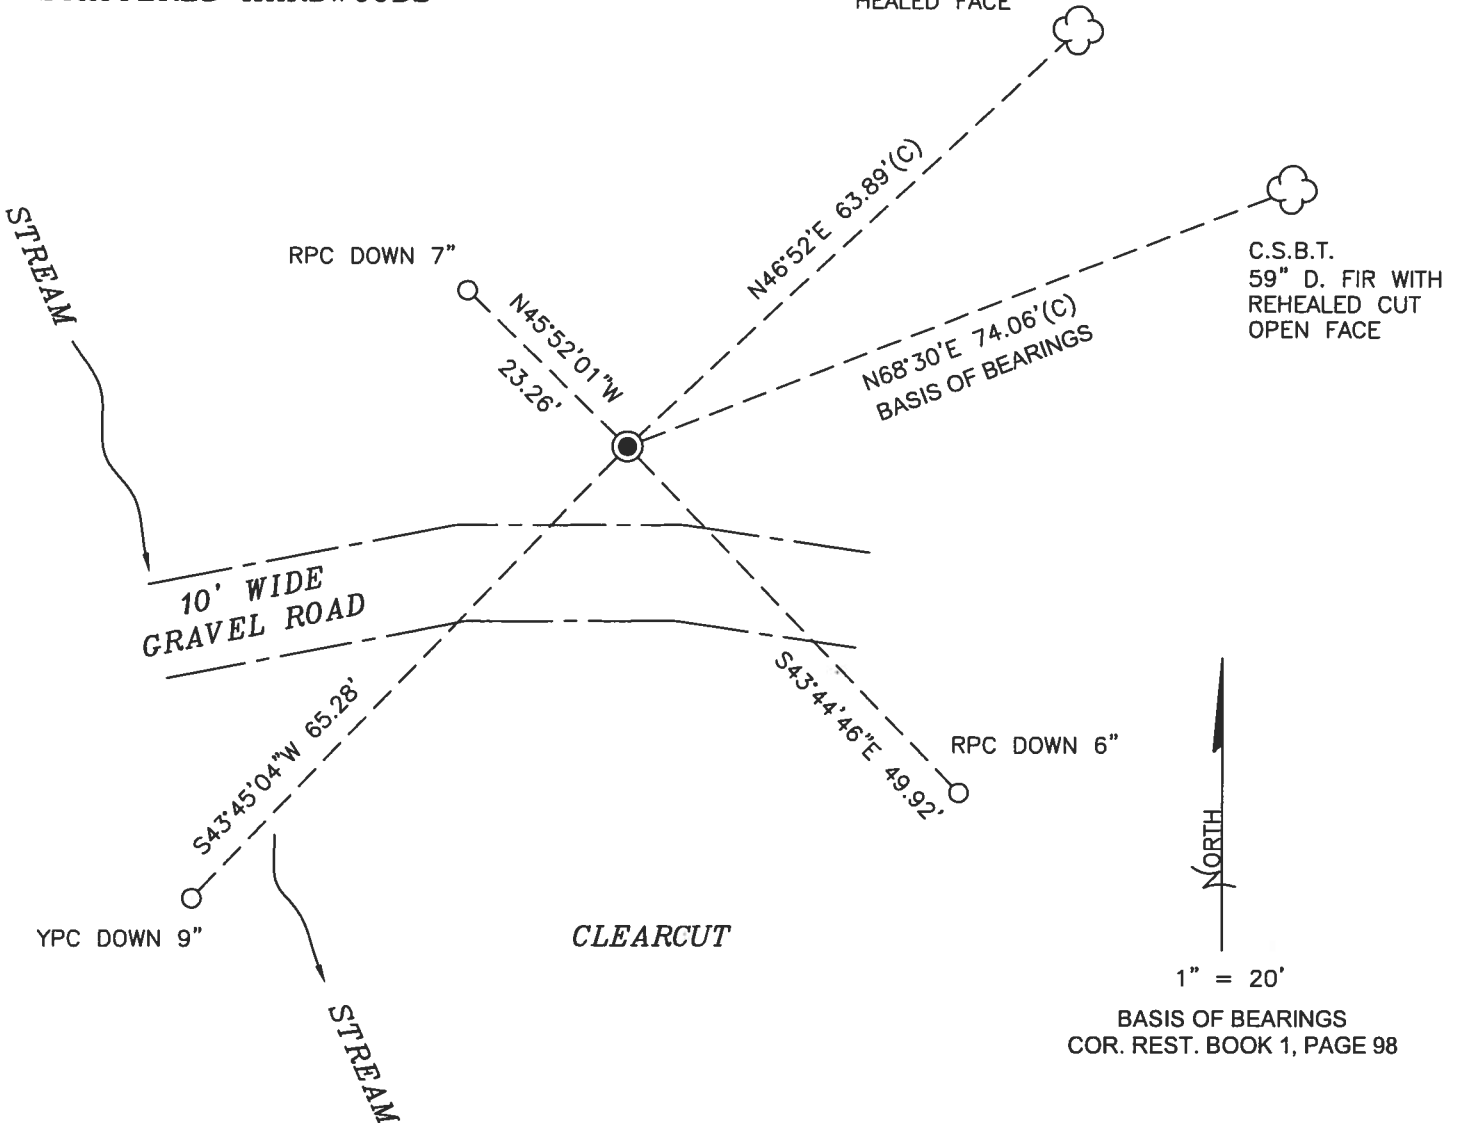 HEALED FACE
STREAM
RPC DOWN 7"
N45°52'01"W
23.26'
N46°52'E 63.89'(C)
N68°30'E 74.06'(C)
BASIS OF BEARINGS
C.S.B.T.
59" D. FIR WITH
REHEALED CUT
OPEN FACE
10' WIDE
GRAVEL ROAD
S43°45'04"W 65.28'
S43°44'46"E 49.92'
RPC DOWN 6"
YPC DOWN 9"
CLEARCUT
STREAM
NORTH
1" = 20'
BASIS OF BEARINGS
COR. REST. BOOK 1, PAGE 98